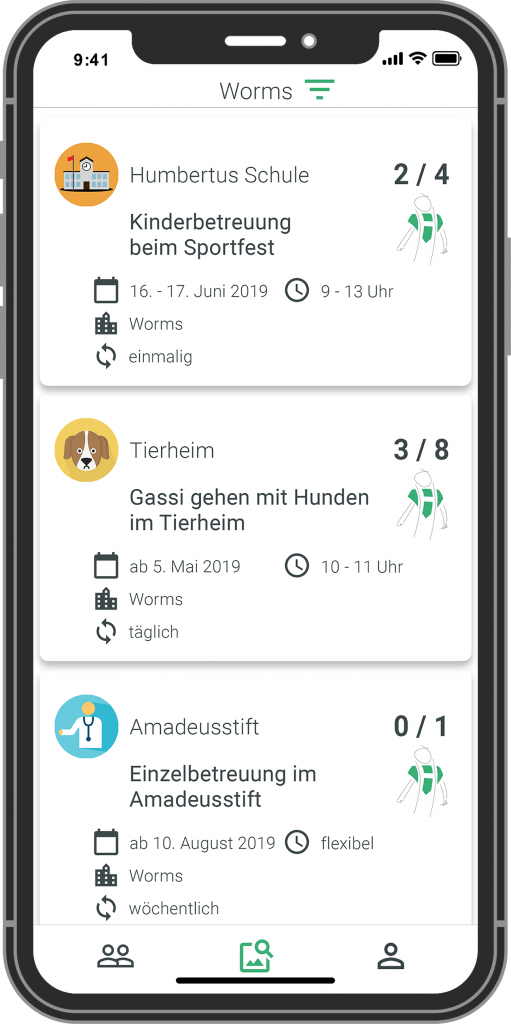 9:41
Worms
Humbertus Schule 2 / 4
Kinderbetreuung
beim Sportfest
16. - 17. Juni 2019 9 - 13 Uhr
Worms
einmalig
Tierheim 3 / 8
Gassi gehen mit Hunden
im Tierheim
ab 5. Mai 2019 10 - 11 Uhr
Worms
täglich
Amadeusstift 0 / 1
Einzelbetreuung im
Amadeusstift
ab 10. August 2019 flexibel
Worms
wöchentlich